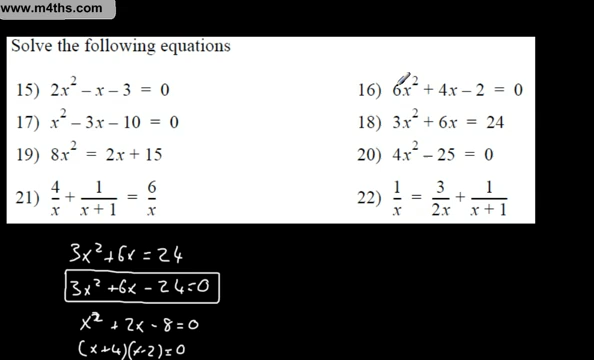 www.m4ths.com
Solve the following equations
15) 2x² − x − 3 = 0
16) 6x² + 4x − 2 = 0
17) x² − 3x − 10 = 0
18) 3x² + 6x = 24
19) 8x² = 2x + 15
20) 4x² − 25 = 0
21) 4/x + 1/(x + 1) = 6/x
22) 1/x = 3/2x + 1/(x + 1)
3x² + 6x = 24
3x² + 6x − 24 = 0
x² + 2x − 8 = 0
(x+4)(x−2) = 0